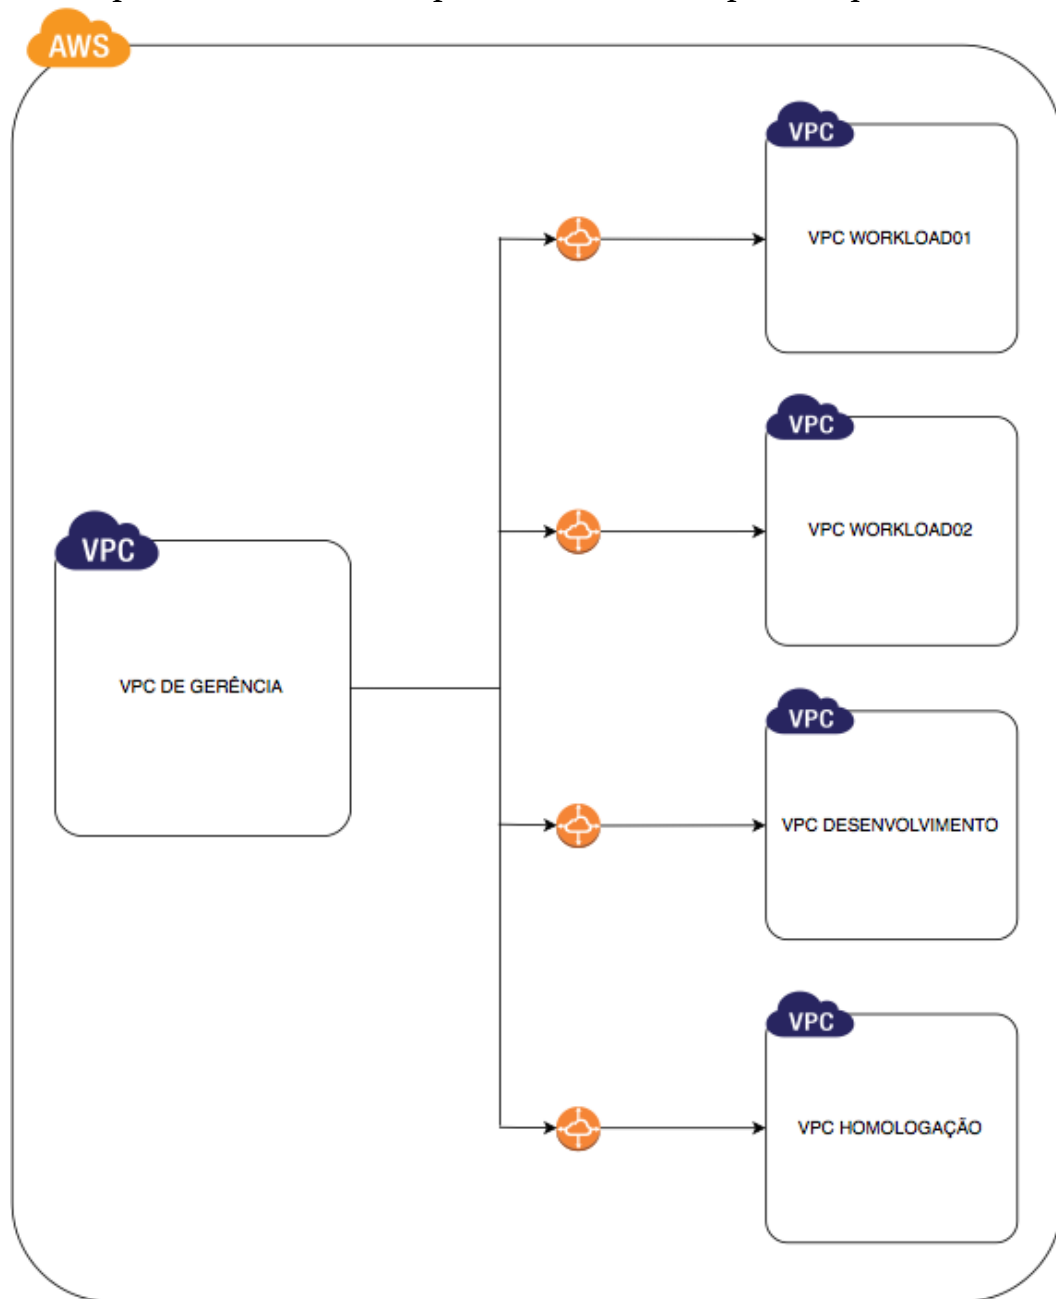 AWS
VPC
VPC WORKLOAD01
VPC
VPC WORKLOAD02
VPC
VPC DE GERÊNCIA
VPC
VPC DESENVOLVIMENTO
VPC
VPC HOMOLOGAÇÃO